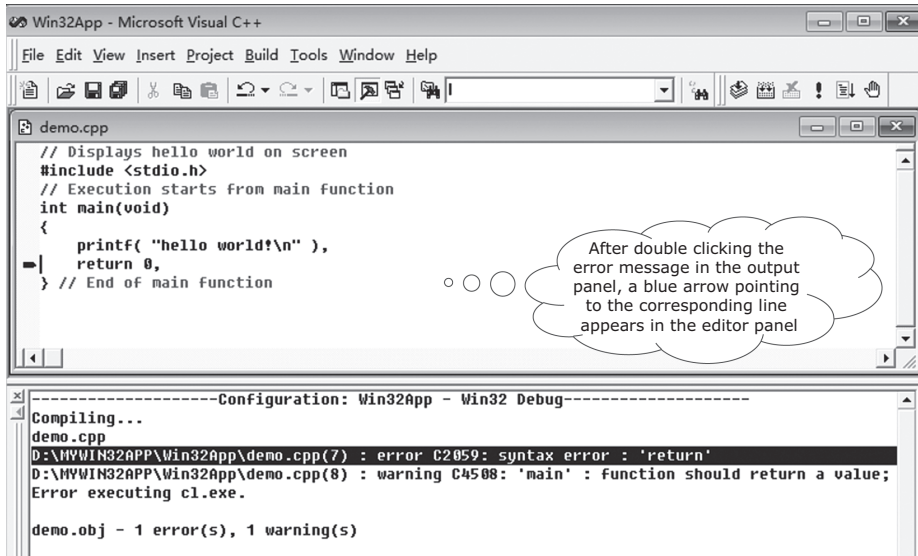 Win32App - Microsoft Visual C++
File Edit View Insert Project Build Tools Window Help
demo.cpp
// Displays hello world on screen
#include <stdio.h>
// Execution starts from main function
int main(void)
{
printf( "hello world!\n" ),
return 0,
} // End of main function
After double clicking the
error message in the output
panel, a blue arrow pointing
to the corresponding line
appears in the editor panel
--------------------Configuration: Win32App - Win32 Debug--------------------
Compiling...
demo.cpp
D:\MYWIN32APP\Win32App\demo.cpp(7) : error C2059: syntax error : 'return'
D:\MYWIN32APP\Win32App\demo.cpp(8) : warning C4508: 'main' : function should return a value;
Error executing cl.exe.
demo.obj - 1 error(s), 1 warning(s)